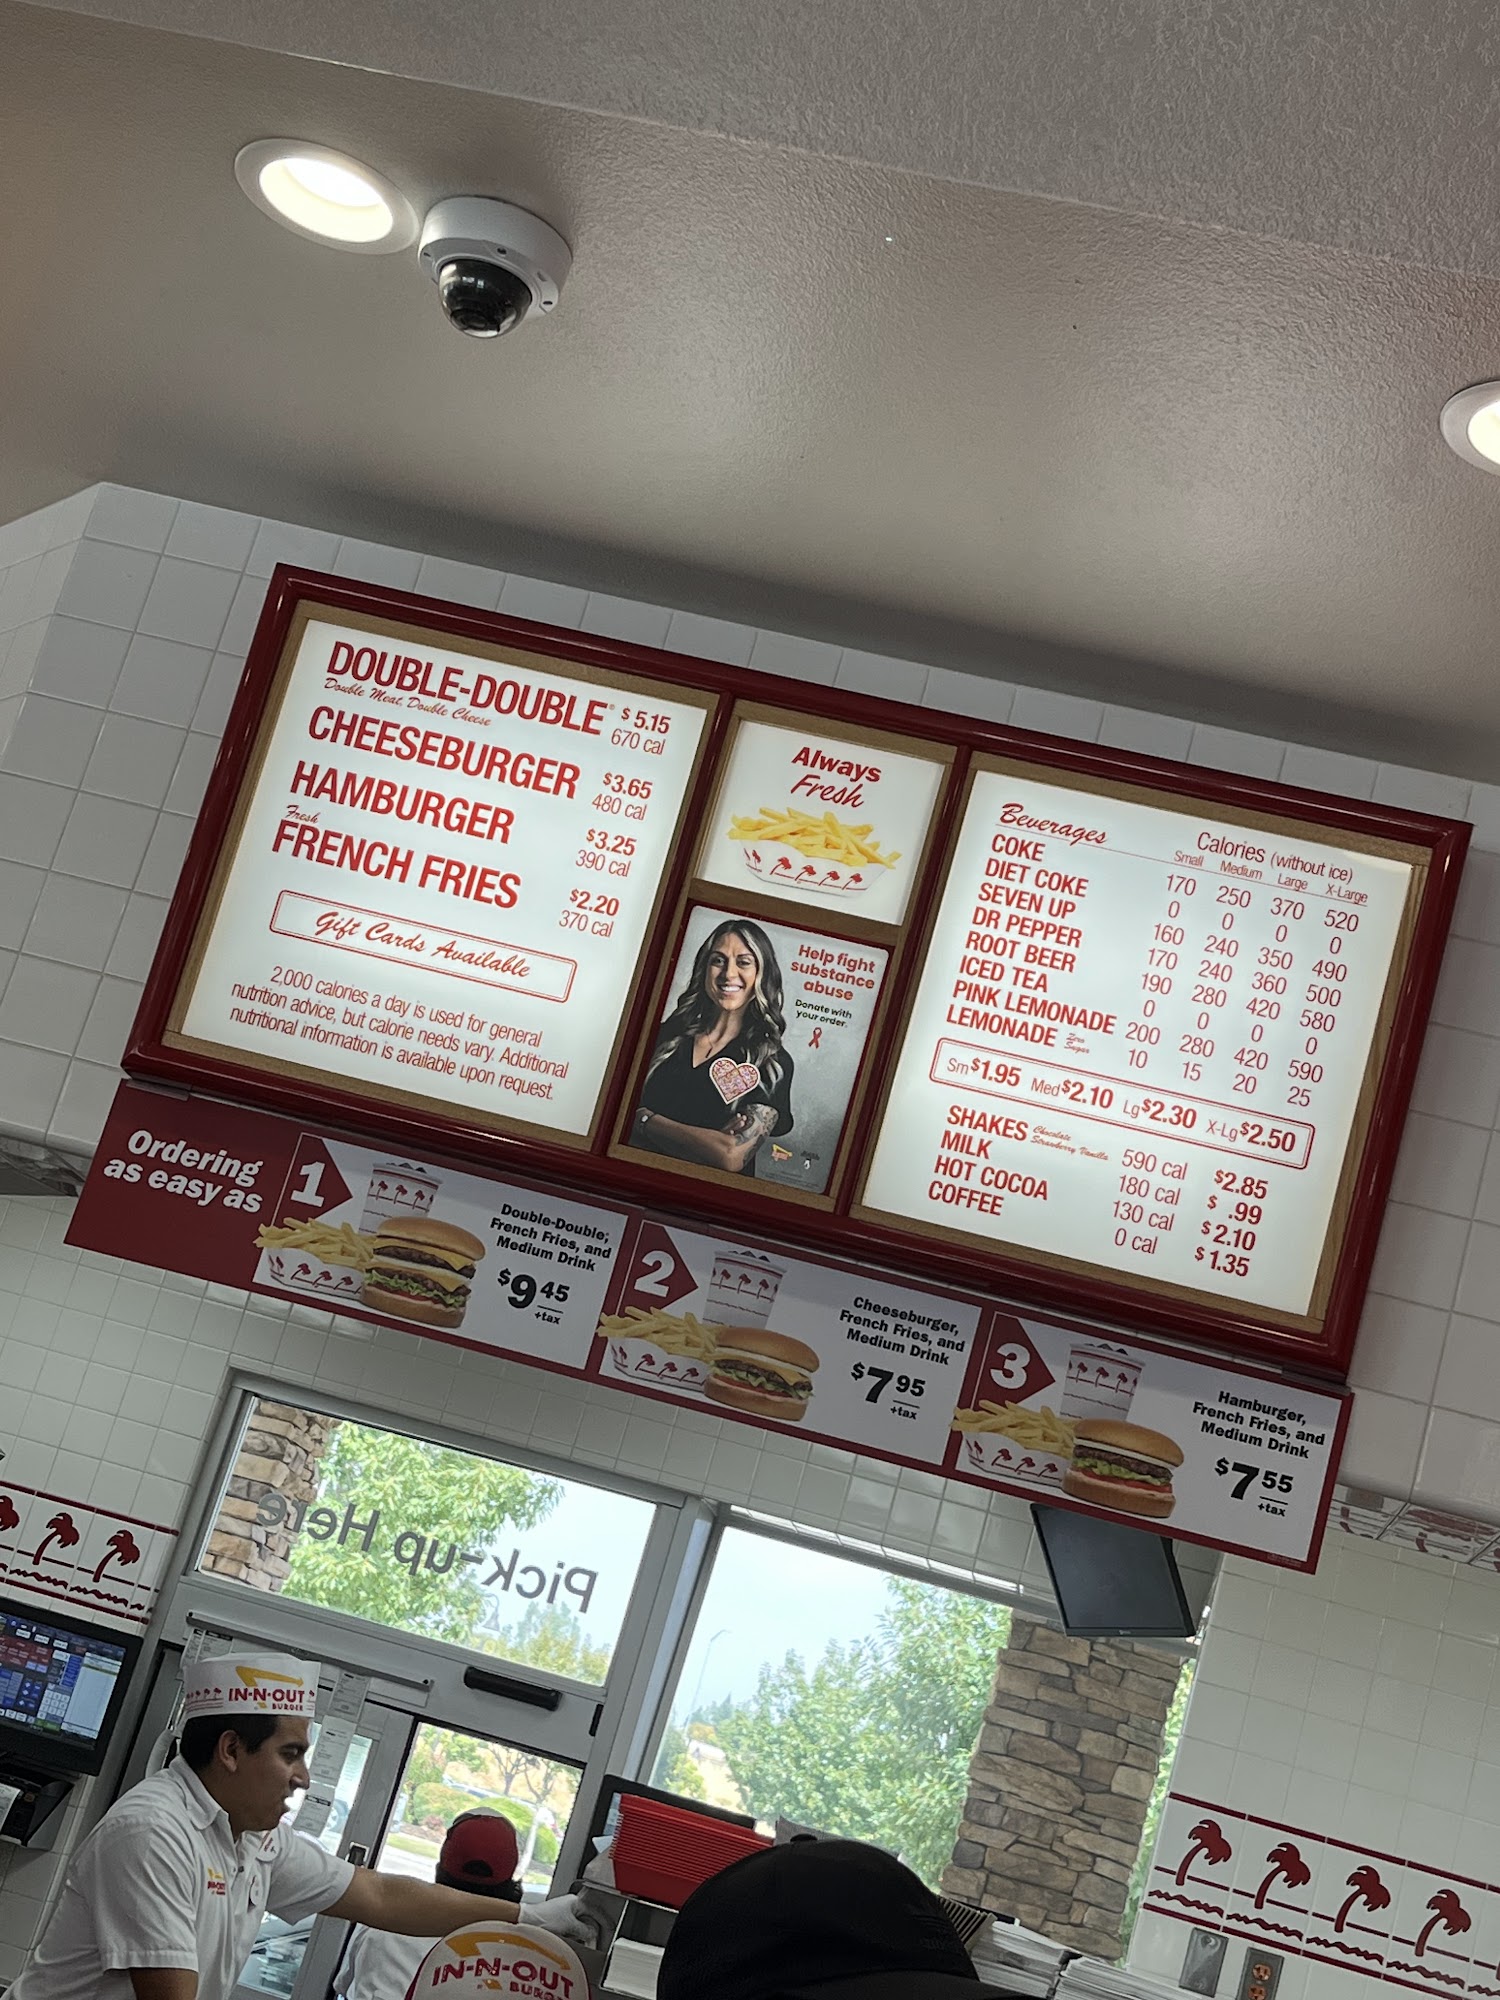 DOUBLE-DOUBLE® $5.15
Double Meat, Double Cheese 670 cal
CHEESEBURGER $3.65
480 cal
HAMBURGER $3.25
390 cal
Fresh
FRENCH FRIES $2.20
370 cal
Gift Cards Available
2,000 calories a day is used for general
nutrition advice, but calorie needs vary. Additional
nutritional information is available upon request.
Always
Fresh
Help fight
substance
abuse
Donate with
your order.
Beverages Calories (without ice)
Small Medium Large X-Large
COKE 170 250 370 520
DIET COKE 0 0 0 0
SEVEN UP 160 240 350 490
DR PEPPER 170 240 360 500
ROOT BEER 190 280 420 580
ICED TEA 0 0 0 0
PINK LEMONADE 200 280 420 590
LEMONADE Zero Sugar 10 15 20 25
Sm $1.95 Med $2.10 Lg $2.30 X-Lg $2.50
SHAKES Chocolate Strawberry Vanilla 590 cal $2.85
MILK 180 cal $ .99
HOT COCOA 130 cal $2.10
COFFEE 0 cal $1.35
Ordering
as easy as
1
Double-Double,
French Fries, and
Medium Drink
$9 45
+tax
2
Cheeseburger,
French Fries, and
Medium Drink
$7 95
+tax
3
Hamburger,
French Fries, and
Medium Drink
$7 55
+tax
Pick-up Here
IN-N-OUT
BURGER
IN-N-OUT
BURGER